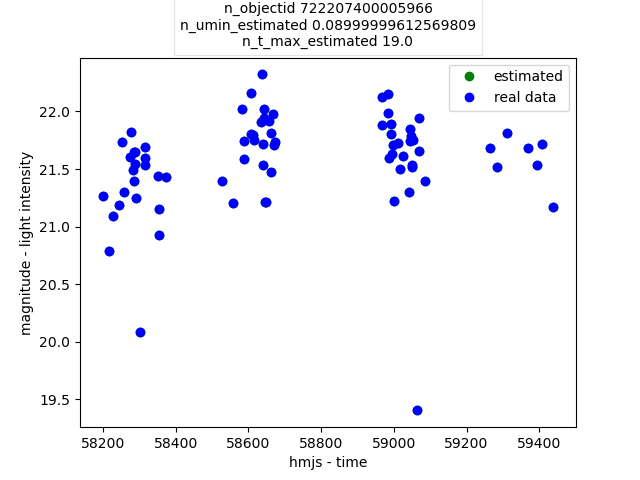 n_objectid 722207400005966
n_umin_estimated 0.08999999612569809
n_t_max_estimated 19.0
estimated
real data
magnitude - light intensity
22.0
21.5
21.0
20.5
20.0
19.5
58200 58400 58600 58800 59000 59200 59400
hmjs - time